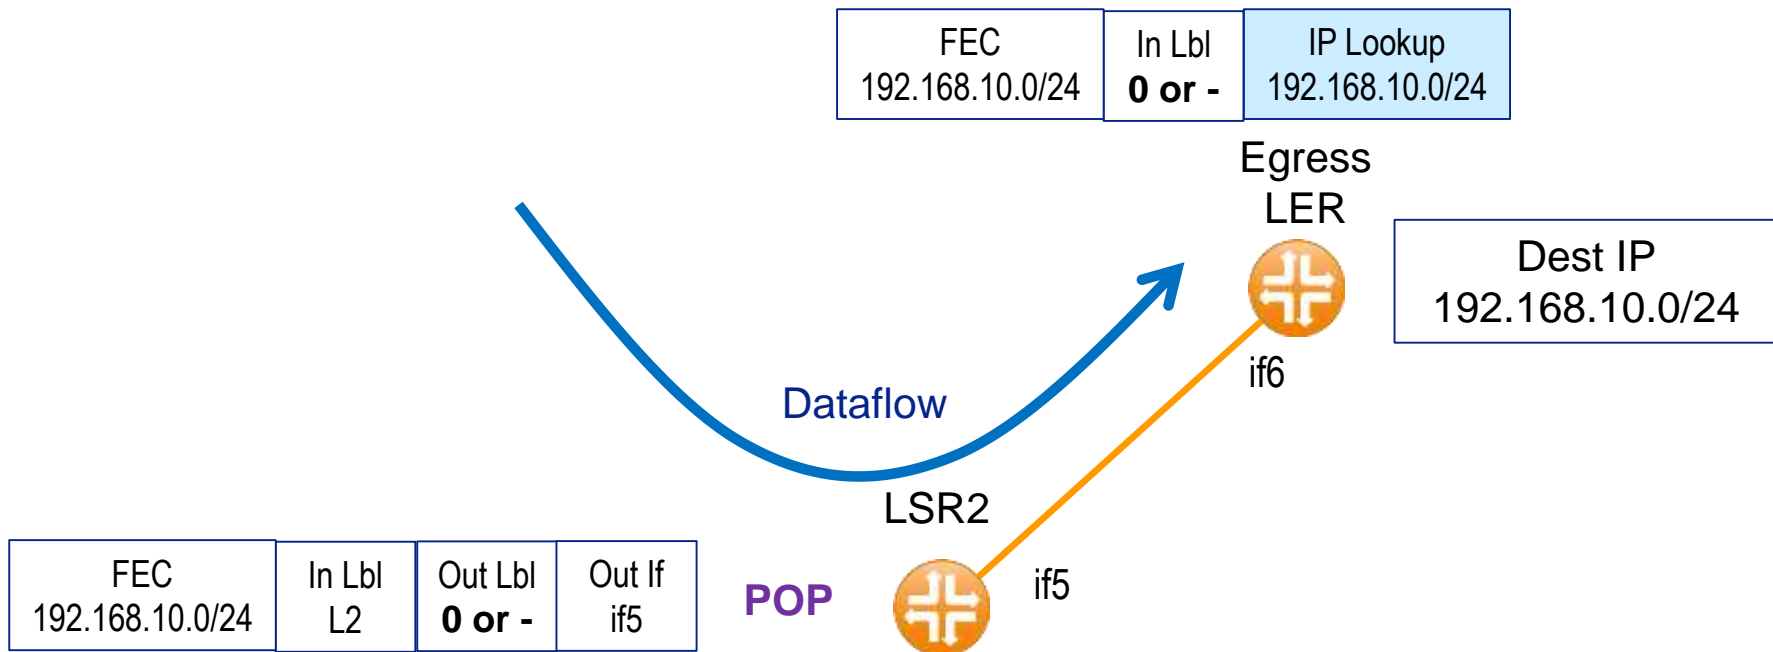 FEC
192.168.10.0/24
In Lbl
0 or -
IP Lookup
192.168.10.0/24
Egress
LER
Dest IP
192.168.10.0/24
if6
Dataflow
LSR2
FEC
192.168.10.0/24
In Lbl
L2
Out Lbl
0 or -
Out If
if5
POP
if5